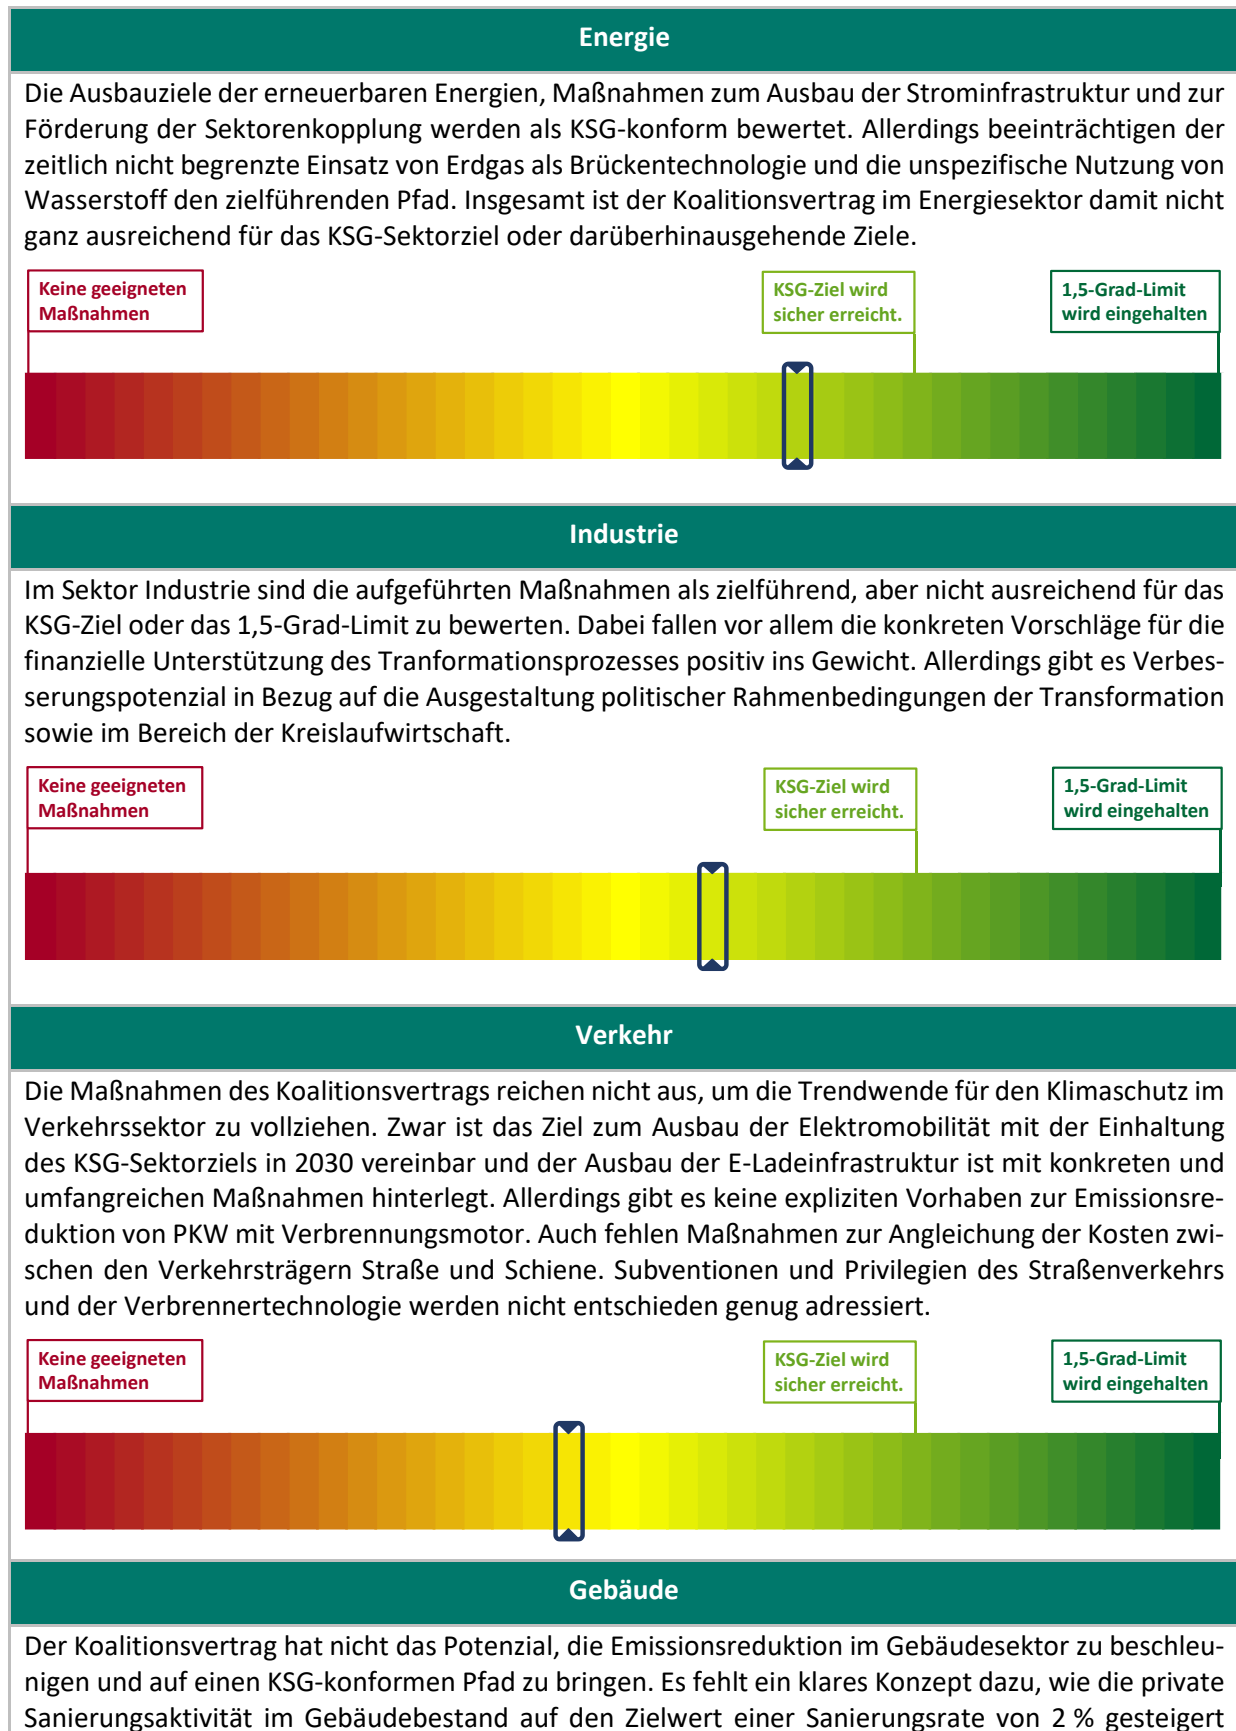 Energie
Die Ausbauziele der erneuerbaren Energien, Maßnahmen zum Ausbau der Strominfrastruktur und zur
Förderung der Sektorenkopplung werden als KSG-konform bewertet. Allerdings beeinträchtigen der
zeitlich nicht begrenzte Einsatz von Erdgas als Brückentechnologie und die unspezifische Nutzung von
Wasserstoff den zielführenden Pfad. Insgesamt ist der Koalitionsvertrag im Energiesektor damit nicht
ganz ausreichend für das KSG-Sektorziel oder darüberhinausgehende Ziele.
Keine geeigneten
Maßnahmen
KSG-Ziel wird
sicher erreicht.
1,5-Grad-Limit
wird eingehalten
Industrie
Im Sektor Industrie sind die aufgeführten Maßnahmen als zielführend, aber nicht ausreichend für das
KSG-Ziel oder das 1,5-Grad-Limit zu bewerten. Dabei fallen vor allem die konkreten Vorschläge für die
finanzielle Unterstützung des Tranformationsprozesses positiv ins Gewicht. Allerdings gibt es Verbes-
serungspotenzial in Bezug auf die Ausgestaltung politischer Rahmenbedingungen der Transformation
sowie im Bereich der Kreislaufwirtschaft.
Keine geeigneten
Maßnahmen
KSG-Ziel wird
sicher erreicht.
1,5-Grad-Limit
wird eingehalten
Verkehr
Die Maßnahmen des Koalitionsvertrags reichen nicht aus, um die Trendwende für den Klimaschutz im
Verkehrssektor zu vollziehen. Zwar ist das Ziel zum Ausbau der Elektromobilität mit der Einhaltung
des KSG-Sektorziels in 2030 vereinbar und der Ausbau der E-Ladeinfrastruktur ist mit konkreten und
umfangreichen Maßnahmen hinterlegt. Allerdings gibt es keine expliziten Vorhaben zur Emissionsre-
duktion von PKW mit Verbrennungsmotor. Auch fehlen Maßnahmen zur Angleichung der Kosten zwi-
schen den Verkehrsträgern Straße und Schiene. Subventionen und Privilegien des Straßenverkehrs
und der Verbrennertechnologie werden nicht entschieden genug adressiert.
Keine geeigneten
Maßnahmen
KSG-Ziel wird
sicher erreicht.
1,5-Grad-Limit
wird eingehalten
Gebäude
Der Koalitionsvertrag hat nicht das Potenzial, die Emissionsreduktion im Gebäudesektor zu beschleu-
nigen und auf einen KSG-konformen Pfad zu bringen. Es fehlt ein klares Konzept dazu, wie die private
Sanierungsaktivität im Gebäudebestand auf den Zielwert einer Sanierungsrate von 2 % gesteigert